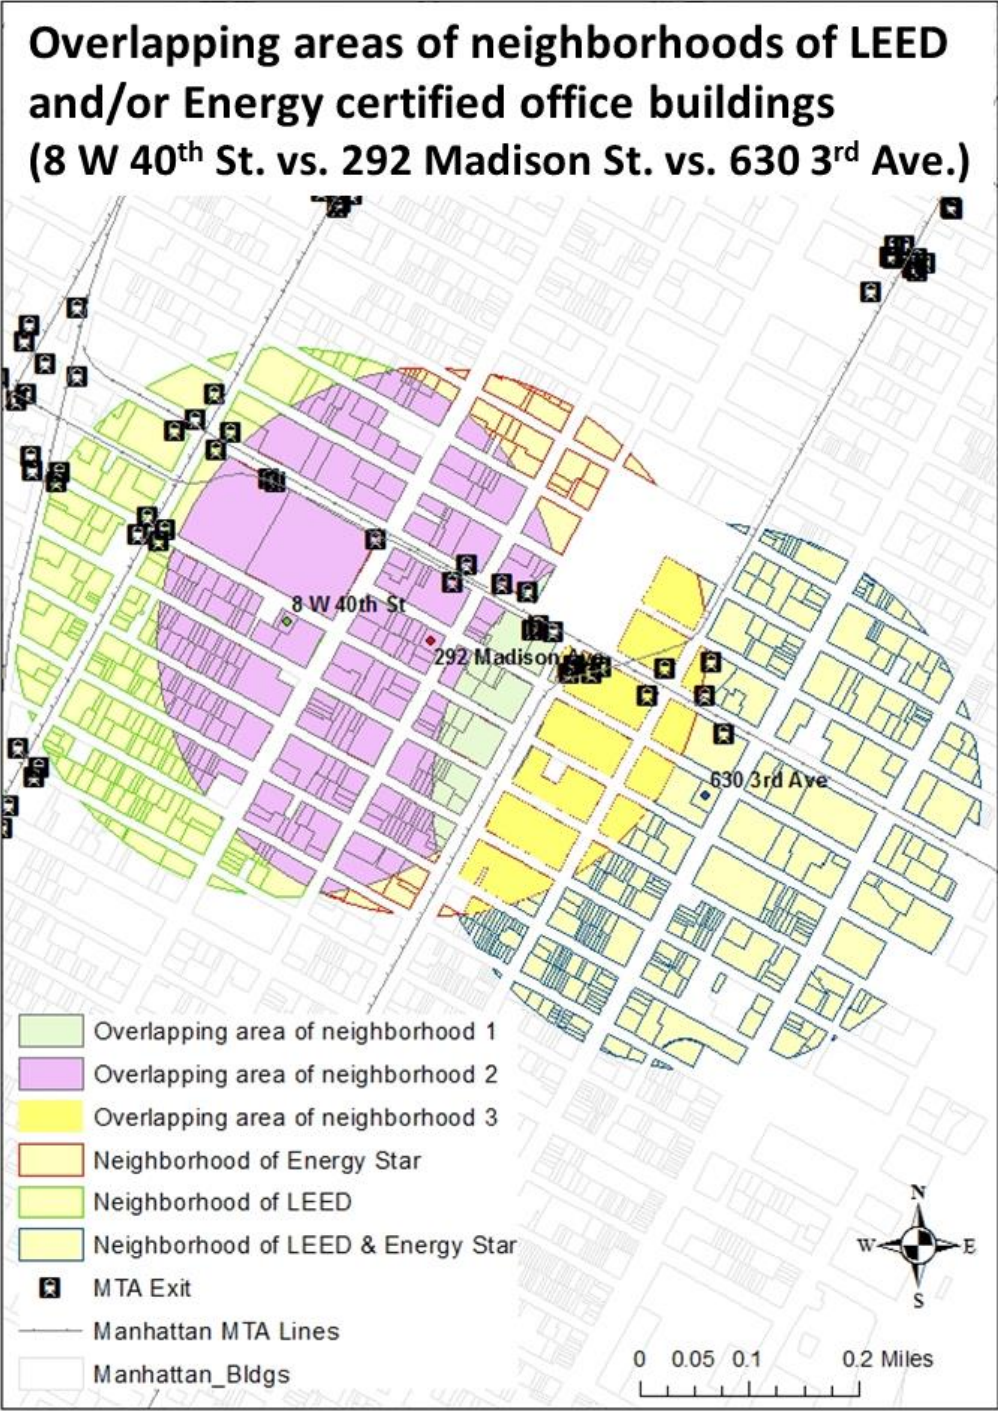 Overlapping areas of neighborhoods of LEED
and/or Energy certified office buildings
(8 W 40th St. vs. 292 Madison St. vs. 630 3rd Ave.)
8 W 40th St
292 Madison Ave
630 3rd Ave
Overlapping area of neighborhood 1
Overlapping area of neighborhood 2
Overlapping area of neighborhood 3
Neighborhood of Energy Star
Neighborhood of LEED
Neighborhood of LEED & Energy Star
MTA Exit
Manhattan MTA Lines
Manhattan_Bldgs
N
W E
S
0 0.05 0.1 0.2 Miles